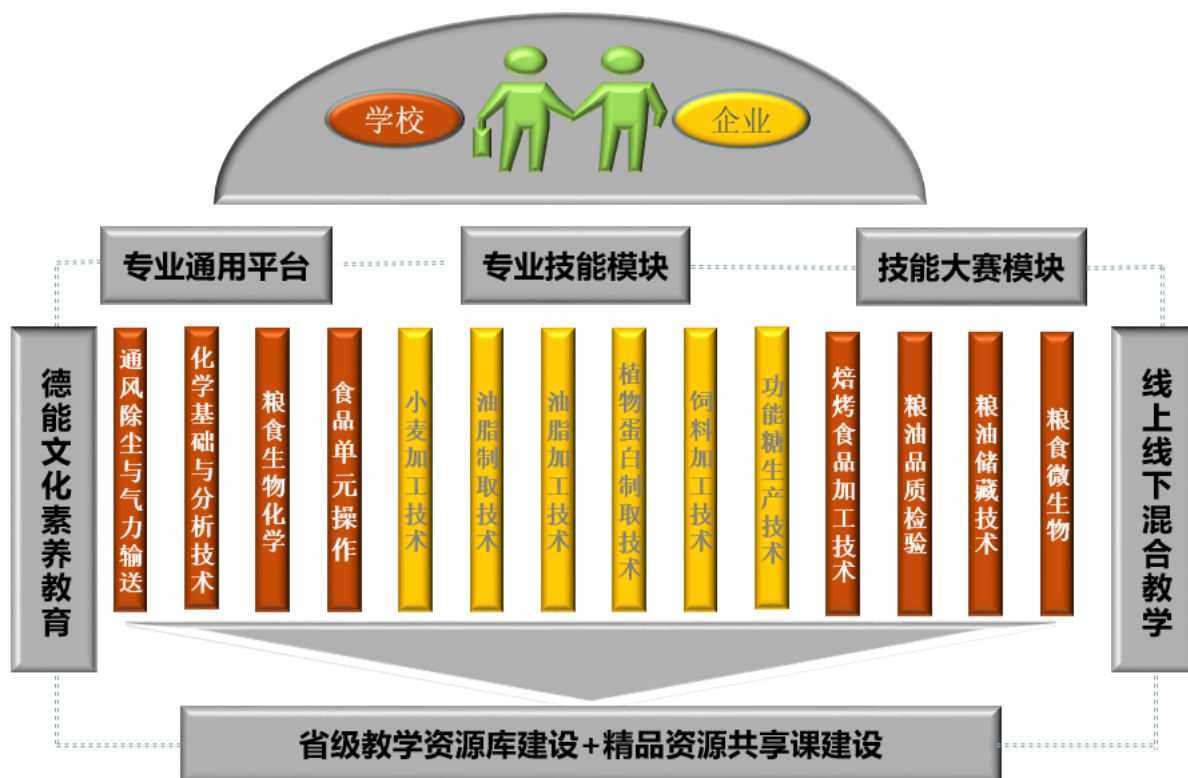 学校
企业
专业通用平台
专业技能模块
技能大赛模块
德能文化素养教育
通风除尘与气力输送
化学基础与分析技术
粮食生物化学
食品单元操作
小麦加工技术
油脂制取技术
油脂加工技术
植物蛋白制取技术
饲料加工技术
功能糖生产技术
焙烤食品加工技术
粮油品质检验
粮油储藏技术
粮食微生物
线上线下混合教学
省级教学资源库建设+精品资源共享课建设